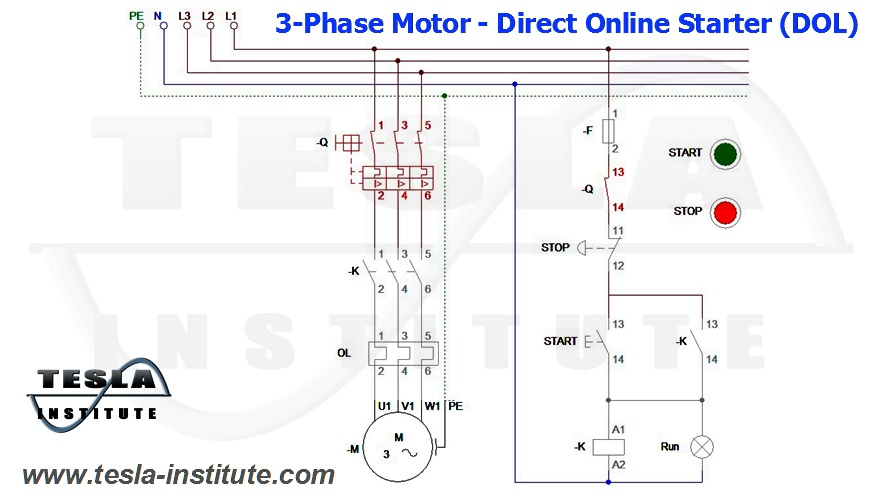 PE N L3 L2 L1 3-Phase Motor - Direct Online Starter (DOL)
TESLA
INSTITUTE
1 3 5
-Q
2 4 6
1
-F
2
START
13
-Q
14
STOP
11
STOP
12
1 3 5
-K
2 4 6
1 3 5
OL
2 4 6
13 13
START -K
14 14
TESLA
INSTITUTE
U1 V1 W1 PE
M
-M 3
A1
-K Run
A2
www.tesla-institute.com